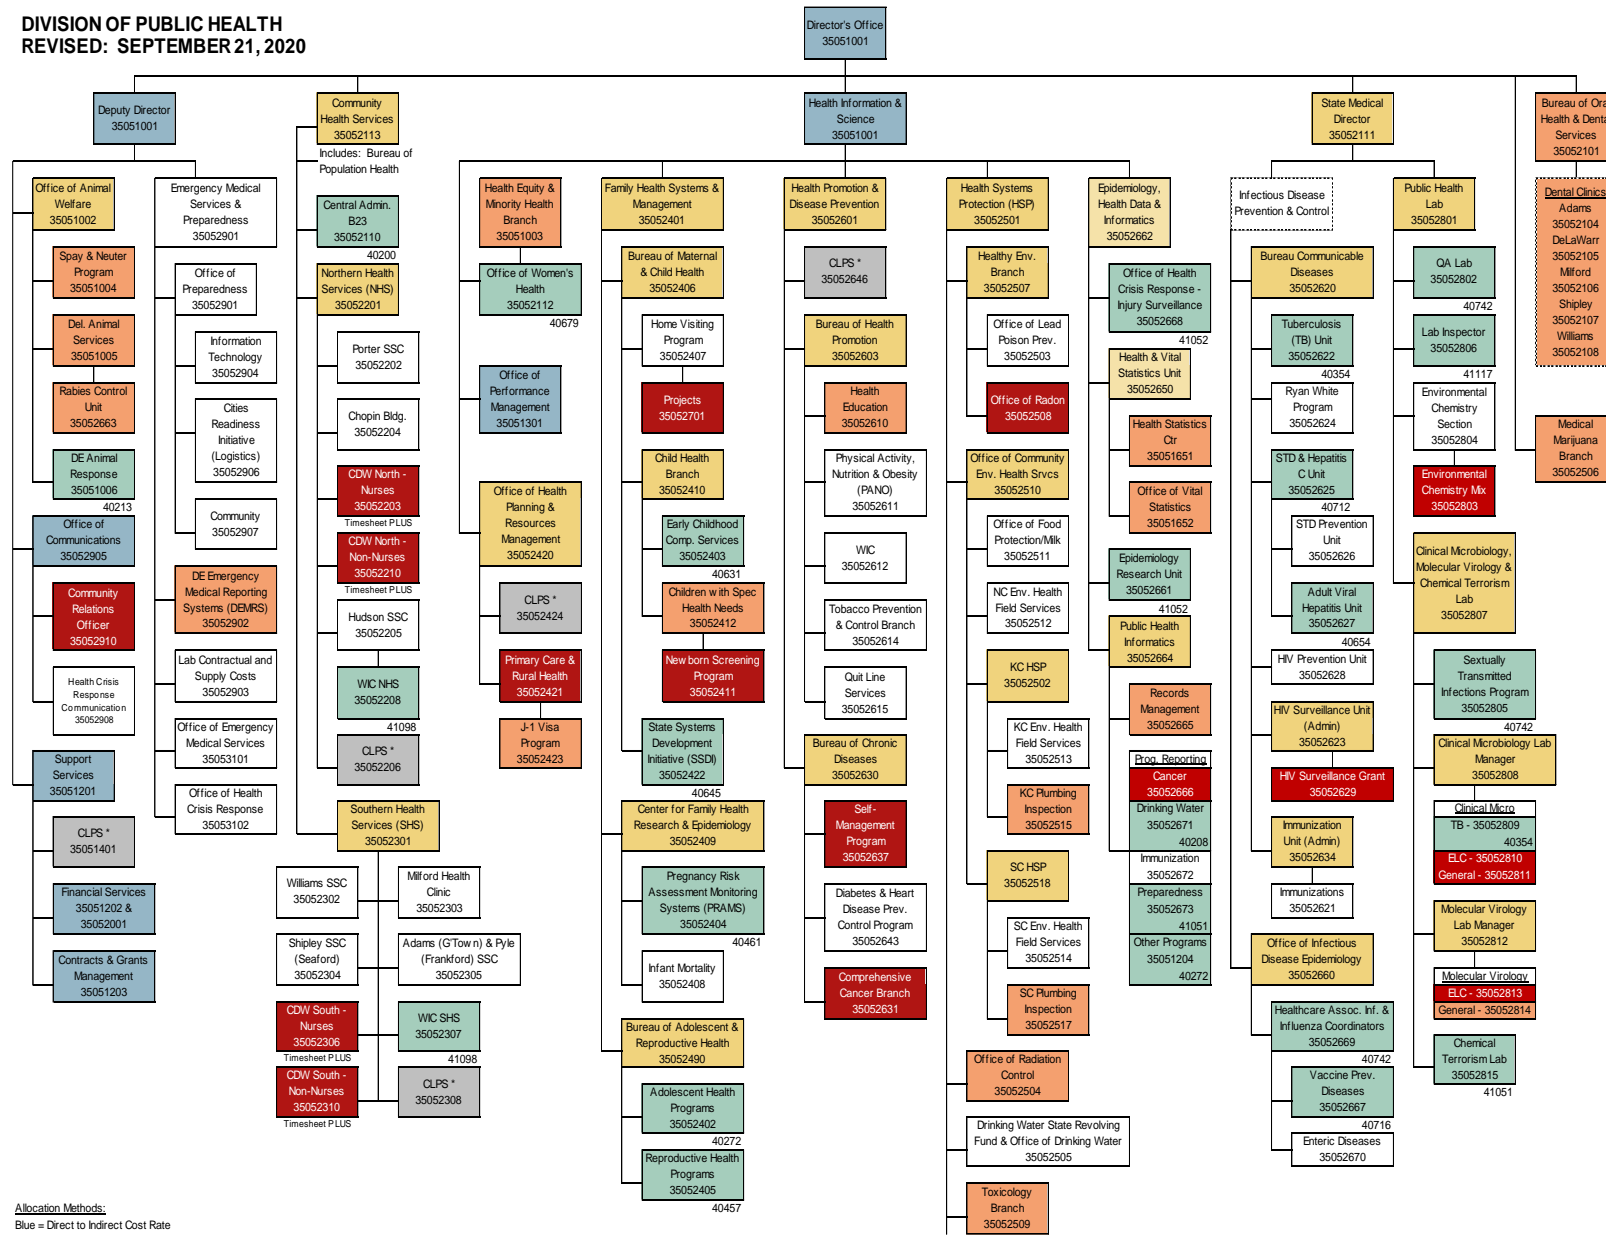 DIVISION OF PUBLIC HEALTH
REVISED: SEPTEMBER 21, 2020
Director's Office
35051001
Deputy Director
35051001
Community
Health Services
35052113
Includes: Bureau of
Population Health
Health Information &
Science
35051001
State Medical
Director
35052111
Bureau of Ora
Health & Denta
Services
35052101
Office of Animal
Welfare
35051002
Spay & Neuter
Program
35051004
Del. Animal
Services
35051005
Rabies Control
Unit
35052663
DE Animal
Response
35051006
40213
Office of
Communications
35052905
Community
Relations
Officer
35052910
Health Crisis
Response
Communication
35052908
Support
Services
35051201
CLPS *
35051401
Financial Services
35051202 &
35052001
Contracts & Grants
Management
35051203
Emergency Medical
Services &
Preparedness
35052901
Office of
Preparedness
35052901
Information
Technology
35052904
Cities
Readiness
Initiative
(Logistics)
35052906
Community
35052907
DE Emergency
Medical Reporting
Systems (DEMRS)
35052902
Lab Contractual and
Supply Costs
35052903
Office of Emergency
Medical Services
35053101
Office of Health
Crisis Response
35053102
Central Admin.
B23
35052110
40200
Northern Health
Services (NHS)
35052201
Porter SSC
35052202
Chopin Bldg.
35052204
CDW North -
Nurses
35052203
Timesheet PLUS
CDW North -
Non-Nurses
35052210
Timesheet PLUS
Hudson SSC
35052205
WIC NHS
35052208
41098
CLPS *
35052206
Southern Health
Services (SHS)
35052301
Williams SSC
35052302
Milford Health
Clinic
35052303
Shipley SSC
(Seaford)
35052304
Adams (G'Town) & Pyle
(Frankford) SSC
35052305
CDW South -
Nurses
35052306
Timesheet PLUS
WIC SHS
35052307
41098
CDW South -
Non-Nurses
35052310
Timesheet PLUS
CLPS *
35052308
Health Equity &
Minority Health
Branch
35051003
Office of Women's
Health
35052112
40679
Office of
Performance
Management
35051301
Office of Health
Planning &
Resources
Management
35052420
CLPS *
35052424
Primary Care &
Rural Health
35052421
J-1 Visa
Program
35052423
Family Health Systems &
Management
35052401
Bureau of Maternal
& Child Health
35052406
Home Visiting
Program
35052407
Projects
35052701
Child Health
Branch
35052410
Early Childhood
Comp. Services
35052403
40631
Children with Spec
Health Needs
35052412
Newborn Screening
Program
35052411
State Systems
Development
Initiative (SSDI)
35052422
40645
Center for Family Health
Research & Epidemiology
35052409
Pregnancy Risk
Assessment Monitoring
Systems (PRAMS)
35052404
40461
Infant Mortality
35052408
Bureau of Adolescent &
Reproductive Health
35052490
Adolescent Health
Programs
35052402
40272
Reproductive Health
Programs
35052405
40457
Health Promotion &
Disease Prevention
35052601
CLPS *
35052646
Bureau of Health
Promotion
35052603
Health
Education
35052610
Physical Activity,
Nutrition & Obesity
(PANO)
35052611
WIC
35052612
Tobacco Prevention
& Control Branch
35052614
Quit Line
Services
35052615
Bureau of Chronic
Diseases
35052630
Self-
Management
Program
35052637
Diabetes & Heart
Disease Prev.
Control Program
35052643
Comprehensive
Cancer Branch
35052631
Health Systems
Protection (HSP)
35052501
Healthy Env.
Branch
35052507
Office of Lead
Poison Prev.
35052503
Office of Radon
35052508
Office of Community
Env. Health Srvcs
35052510
Office of Food
Protection/Milk
35052511
NC Env. Health
Field Services
35052512
KC HSP
35052502
KC Env. Health
Field Services
35052513
KC Plumbing
Inspection
35052515
SC HSP
35052518
SC Env. Health
Field Services
35052514
SC Plumbing
Inspection
35052517
Office of Radiation
Control
35052504
Drinking Water State Revolving
Fund & Office of Drinking Water
35052505
Toxicology
Branch
35052509
Epidemiology,
Health Data &
Informatics
35052662
Office of Health
Crisis Response -
Injury Surveillance
35052668
41052
Health & Vital
Statistics Unit
35052650
Health Statistics
Ctr
35051651
Office of Vital
Statistics
35051652
Epidemiology
Research Unit
35052661
41052
Public Health
Informatics
35052664
Records
Management
35052665
Prog. Reporting
Cancer
35052666
Drinking Water
35052671
40208
Immunization
35052672
Preparedness
35052673
41051
Other Programs
35051204
40272
Infectious Disease
Prevention & Control
Bureau Communicable
Diseases
35052620
Tuberculosis
(TB) Unit
35052622
40354
Ryan White
Program
35052624
STD & Hepatitis
C Unit
35052625
40712
STD Prevention
Unit
35052626
Adult Viral
Hepatitis Unit
35052627
40654
HIV Prevention Unit
35052628
HIV Surveillance Unit
(Admin)
35052623
HIV Surveillance Grant
35052629
Immunization
Unit (Admin)
35052634
Immunizations
35052621
Office of Infectious
Disease Epidemiology
35052660
Healthcare Assoc. Inf. &
Influenza Coordinators
35052669
40742
Vaccine Prev.
Diseases
35052667
40716
Enteric Diseases
35052670
Public Health
Lab
35052801
QA Lab
35052802
40742
Lab Inspector
35052806
41117
Environmental
Chemistry
Section
35052804
Environmental
Chemistry Mix
35052803
Clinical Microbiology,
Molecular Virology &
Chemical Terrorism
Lab
35052807
Sextually
Transmitted
Infections Program
35052805
40742
Clinical Microbiology Lab
Manager
35052808
Clinical Micro
TB - 35052809
40354
ELC - 35052810
General - 35052811
Molecular Virology
Lab Manager
35052812
Molecular Virology
ELC - 35052813
General - 35052814
Chemical
Terrorism Lab
35052815
41051
Dental Clinics
Adams
35052104
DeLaWarr
35052105
Milford
35052106
Shipley
35052107
Williams
35052108
Medical
Marijuana
Branch
35052506
Allocation Methods:
Blue = Direct to Indirect Cost Rate